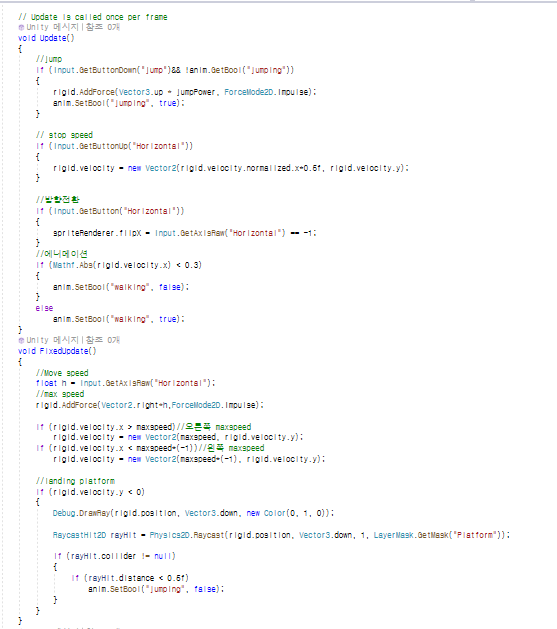 // Update is called once per frame
Unity 메시지 | 참조 0개
void Update()
{
//jump
if (Input.GetButtonDown("jump")&& !anim.GetBool("jumping"))
{
rigid.AddForce(Vector3.up * jumpPower, ForceMode2D.Impulse);
anim.SetBool("jumping", true);
}
// stop speed
if (Input.GetButtonUp("Horizontal"))
{
rigid.velocity = new Vector2(rigid.velocity.normalized.x*0.6f, rigid.velocity.y);
}
//방향전환
if (Input.GetButton("Horizontal"))
{
spriteRenderer.flipX = Input.GetAxisRaw("Horizontal") == -1;
}
//에니메이션
if (Mathf.Abs(rigid.velocity.x) < 0.3)
{
anim.SetBool("walking", false);
}
else
anim.SetBool("walking", true);
}
Unity 메시지 | 참조 0개
void FixedUpdate()
{
//Move speed
float h = Input.GetAxisRaw("Horizontal");
//max speed
rigid.AddForce(Vector2.right*h,ForceMode2D.Impulse);
if (rigid.velocity.x > maxspeed)//오른쪽 maxspeed
rigid.velocity = new Vector2(maxspeed, rigid.velocity.y);
if (rigid.velocity.x < maxspeed*(-1))//왼쪽 maxspeed
rigid.velocity = new Vector2(maxspeed*(-1), rigid.velocity.y);
//landing platform
if (rigid.velocity.y < 0)
{
Debug.DrawRay(rigid.position, Vector3.down, new Color(0, 1, 0));
RaycastHit2D rayHit = Physics2D.Raycast(rigid.position, Vector3.down, 1, LayerMask.GetMask("Platform"));
if (rayHit.collider != null)
{
if (rayHit.distance < 0.5f)
anim.SetBool("jumping", false);
}
}
}